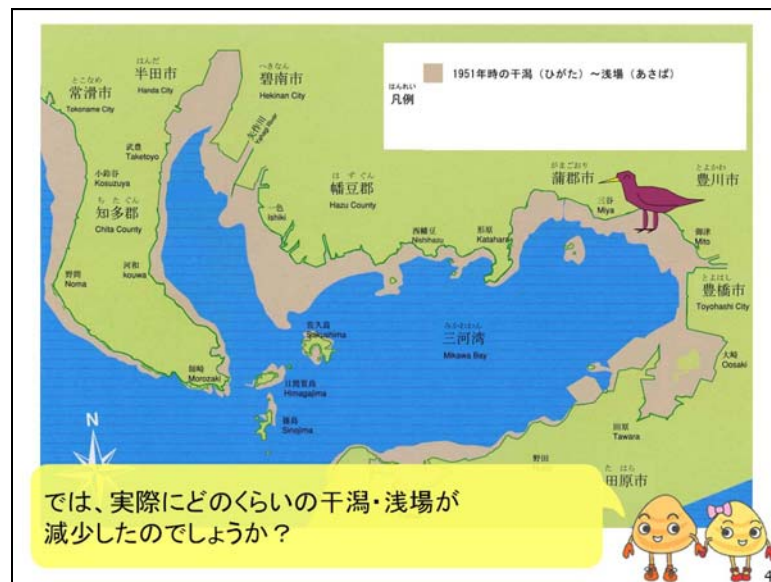 1951年時の干潟（ひがた）～浅場（あさば）
はんれい
凡例
とこなめ
常滑市
Tokoname City
はんだ
半田市
Handa City
へきなん
碧南市
Hekinan City
矢作川
Yahagi River
武豊
Taketoyo
小鈴谷
Kosuzuya
ちたぐん
知多郡
Chita County
はずぐん
幡豆郡
Hazu County
一色
Isshiki
がまごおり
蒲郡市
とよかわ
豊川市
三谷
Miya
西幡豆
Nishihazu
形原
Katahara
御津
Mito
野間
Noma
河和
kouwa
とよはし
豊橋市
Toyohashi City
佐久島
Sakushima
みかわわん
三河湾
Mikawa Bay
大崎
Oosaki
師崎
Morozaki
日間賀島
Himagajima
篠島
Sinojima
N
田原
Tawara
野田
たはら
田原市
では、実際にどのくらいの干潟・浅場が
減少したのでしょうか？
4